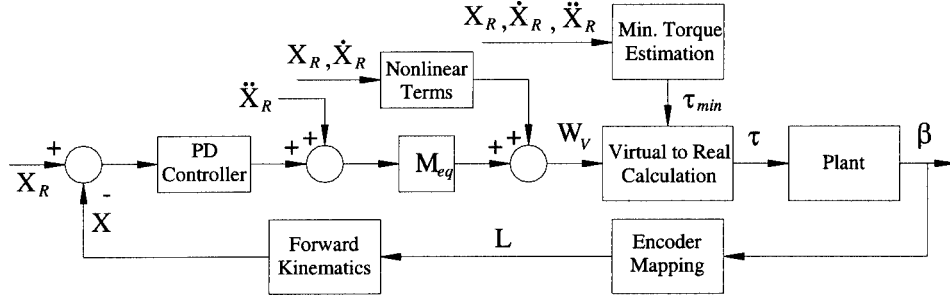 X_R, Ẋ_R, Ẍ_R
Min. Torque
Estimation
X_R, Ẋ_R
Nonlinear
Terms
Ẍ_R
τ_min
+
X_R
-
X
PD
Controller
+ +
M_eq
+ +
W_V
Virtual to Real
Calculation
τ
Plant
β
Forward
Kinematics
L
Encoder
Mapping